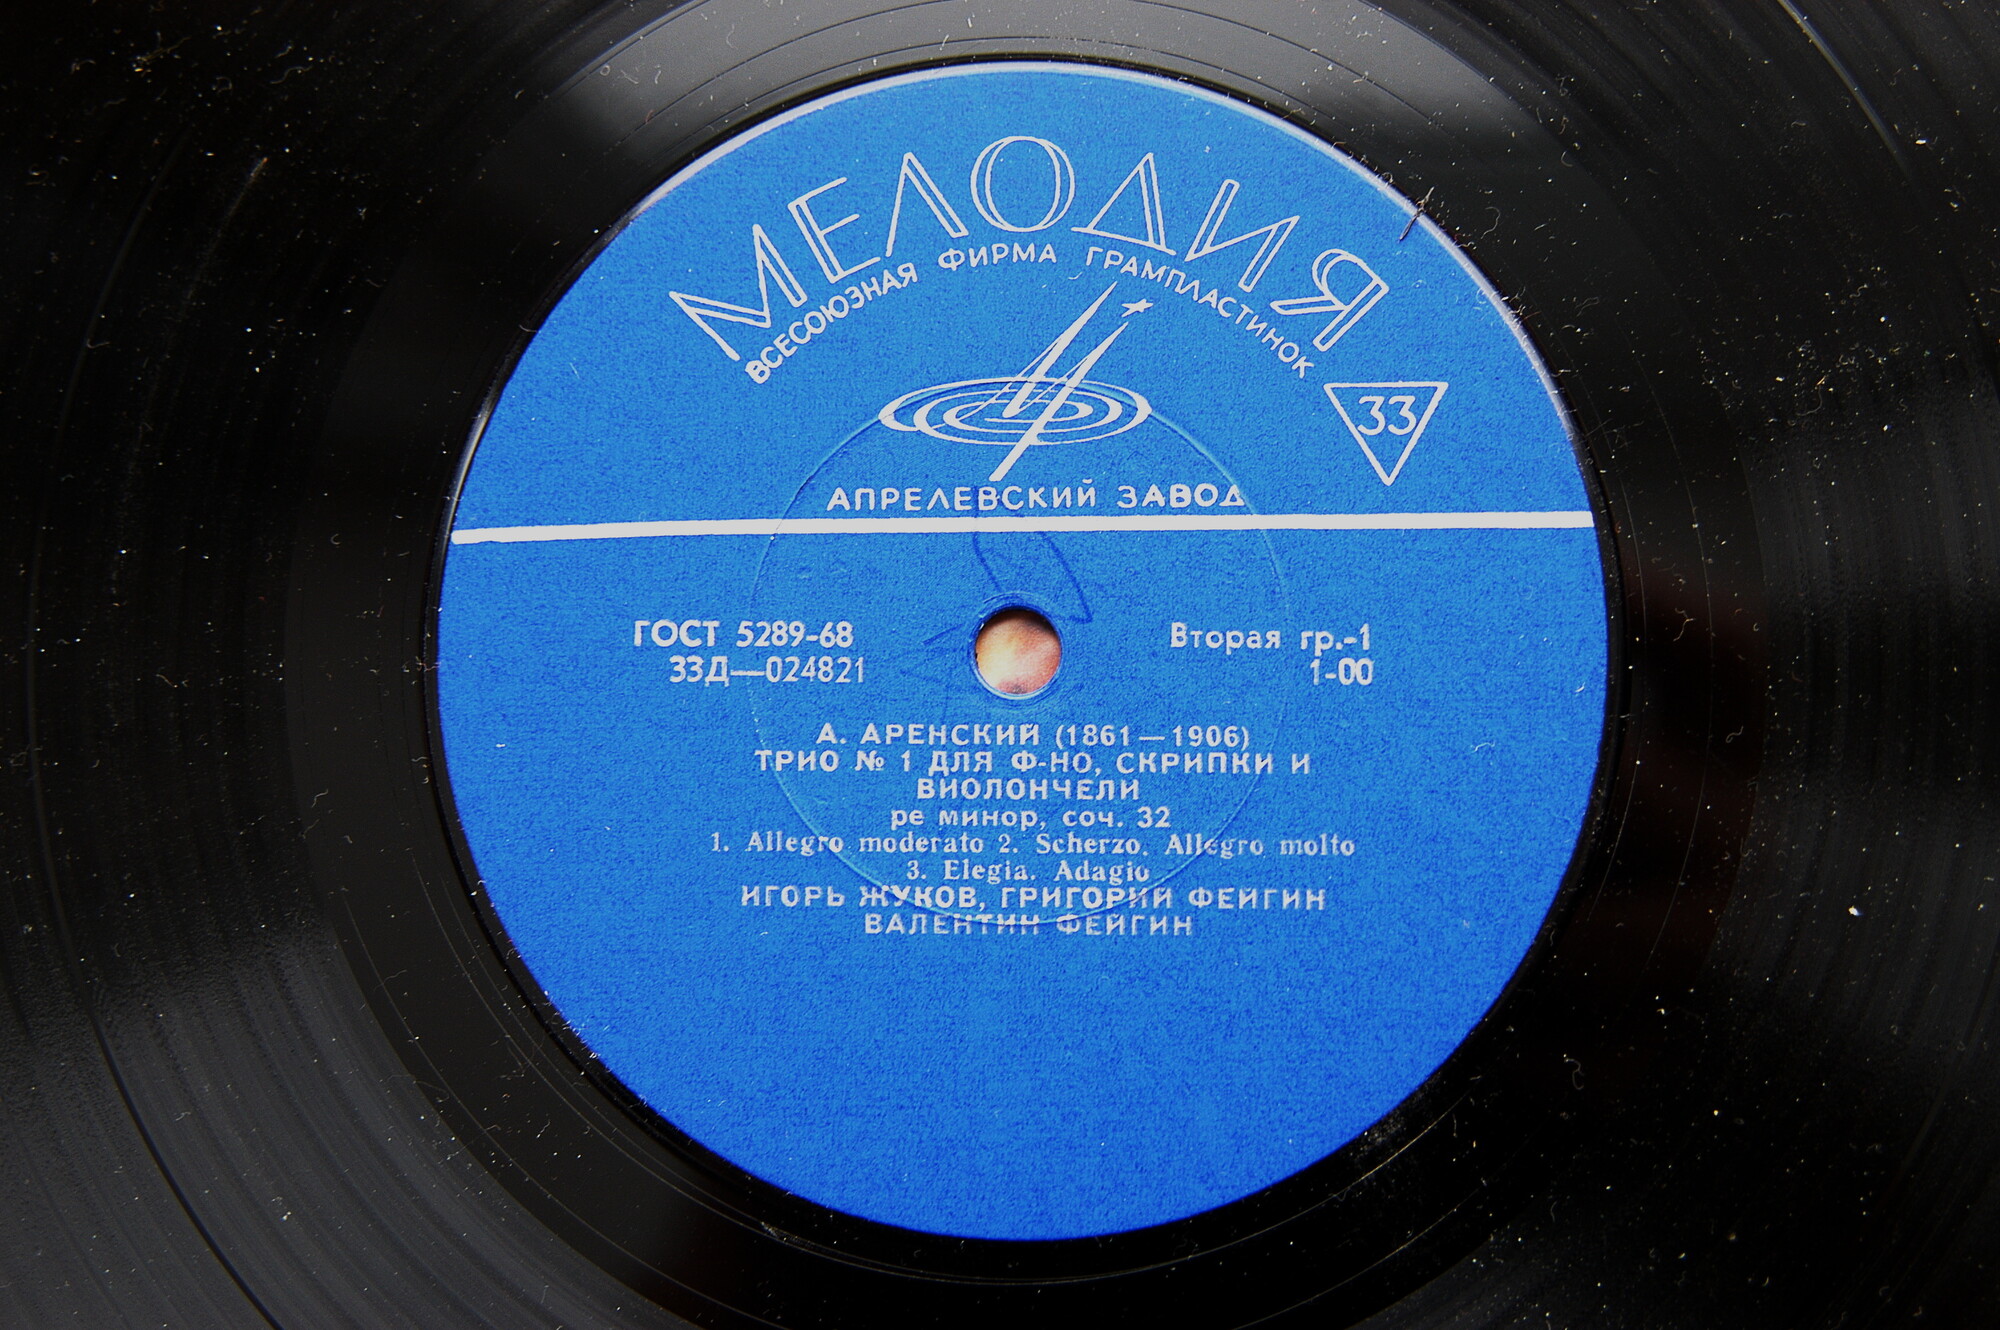 МЕЛОДИЯ
ВСЕСОЮЗНАЯ ФИРМА ГРАМПЛАСТИНОК
33
АПРЕЛЕВСКИЙ ЗАВОД
ГОСТ 5289-68
33Д—024821
Вторая гр.-1
1-00
А. АРЕНСКИЙ (1861—1906)
ТРИО № 1 ДЛЯ Ф-НО, СКРИПКИ И
ВИОЛОНЧЕЛИ
ре минор, соч. 32
1. Allegro moderato 2. Scherzo. Allegro molto
3. Elegia. Adagio
ИГОРЬ ЖУКОВ, ГРИГОРИЙ ФЕЙГИН
ВАЛЕНТИН ФЕЙГИН